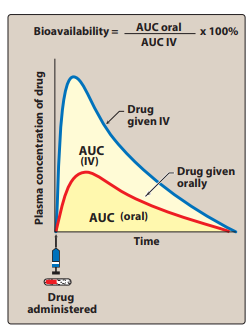 Bioavailability = AUC oral / AUC IV x 100%
Plasma concentration of drug
Drug
given IV
AUC
(IV)
Drug given
orally
AUC (oral)
Time
Drug
administered